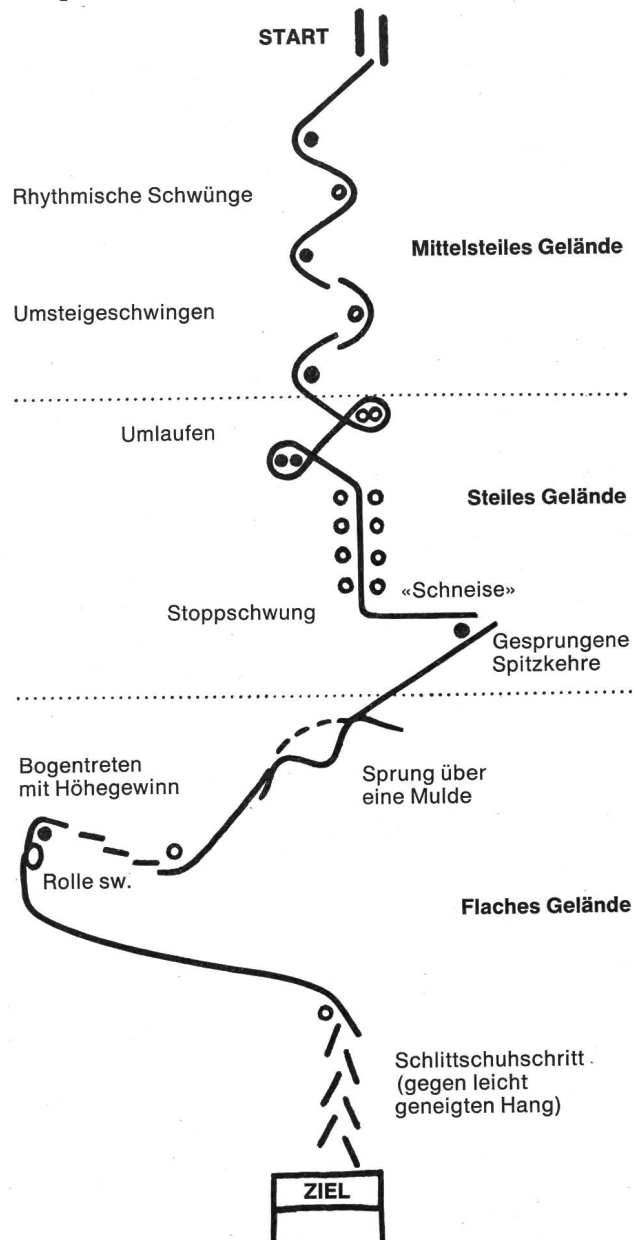 START
Rhythmische Schwünge
Mittelsteiles Gelände
Umsteigeschwingen
Umlaufen
Steiles Gelände
«Schneise»
Stoppschwung
Gesprungene
Spitzkehre
Bogentreten
mit Höhegewinn
Sprung über
eine Mulde
Rolle sw.
Flaches Gelände
Schlittschuhschritt
(gegen leicht
geneigten Hang)
ZIEL